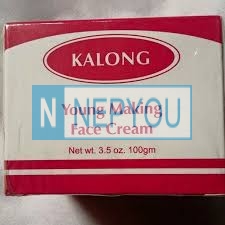 KALONG
N NEPYOU
Young Making
Face Cream
Net wt. 3.5 oz. 100gm